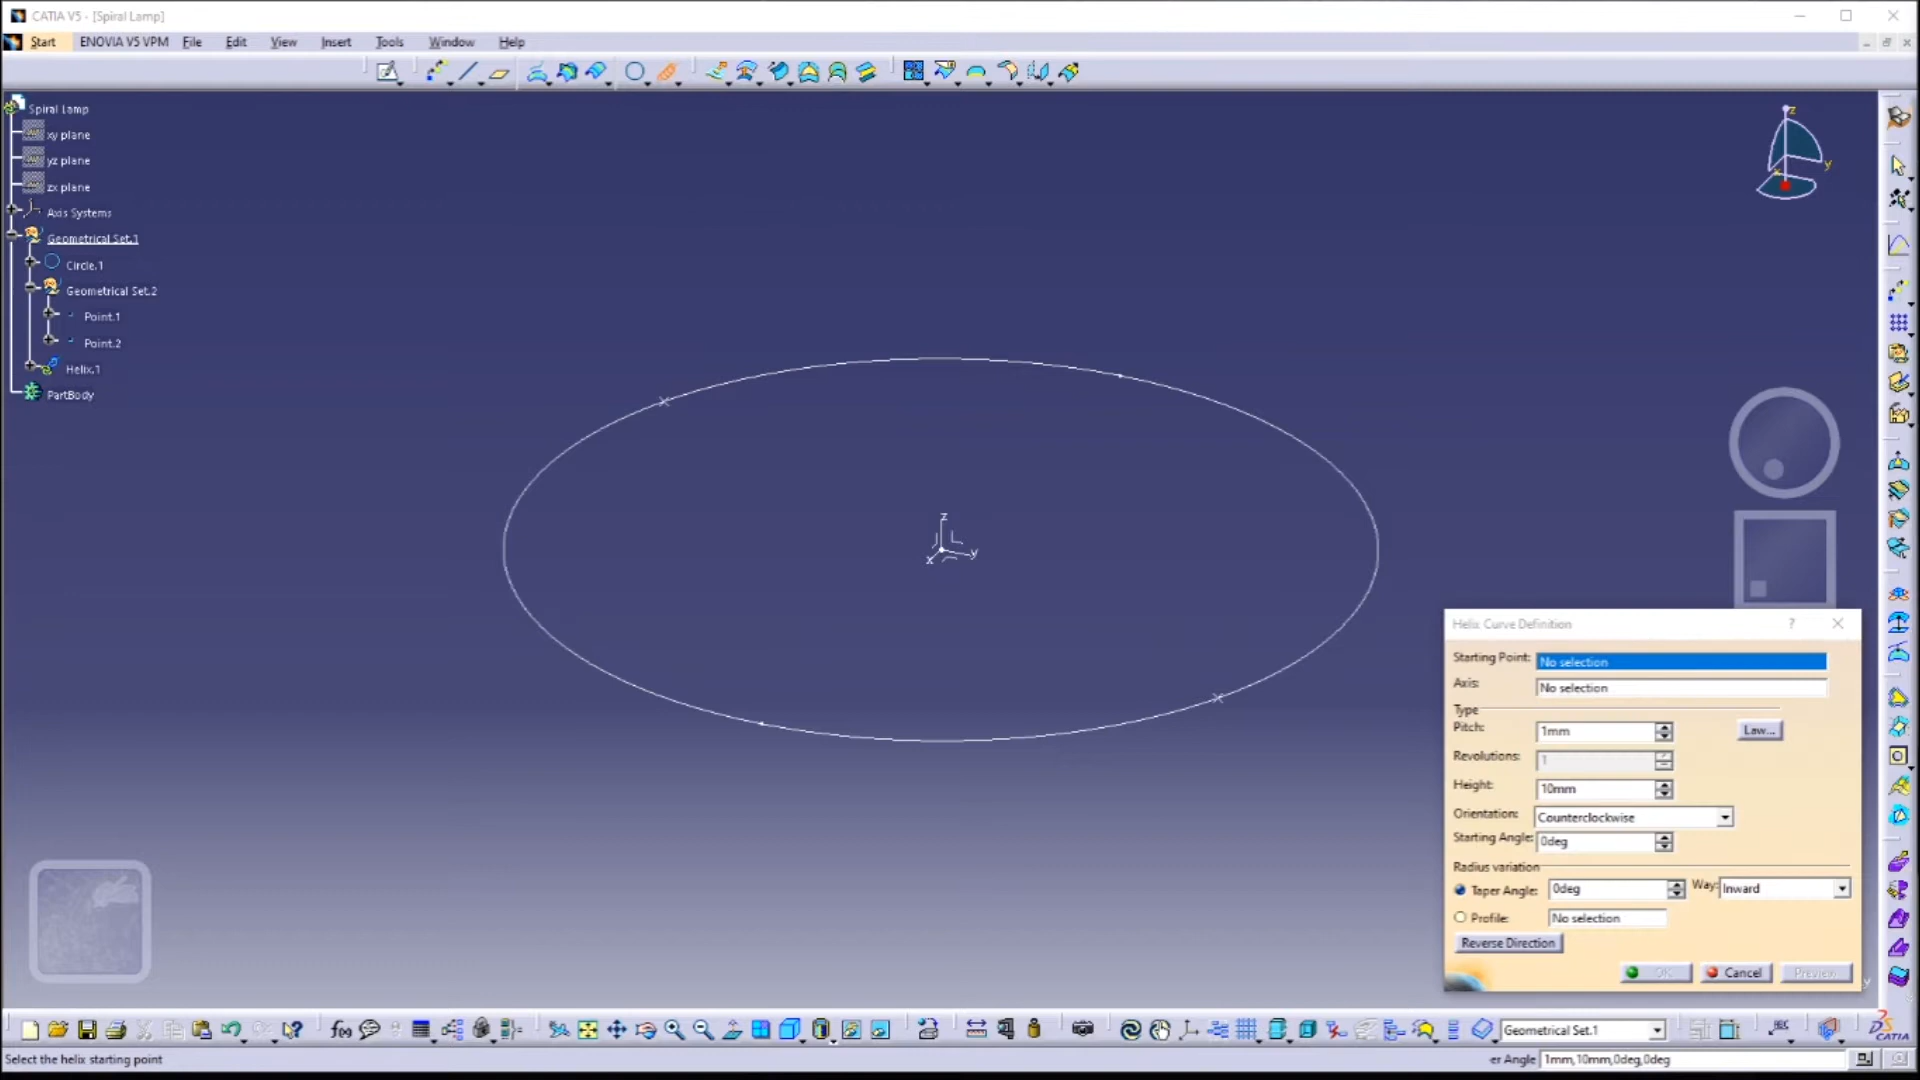 CATIA V5 - [Spiral Lamp]
Start ENOVIA V5 VPM File Edit View Insert Tools Window Help
Spiral Lamp
xy plane
yz plane
zx plane
Axis Systems
Geometrical Set.1
Circle.1
Geometrical Set.2
Point.1
Point.2
Helix.1
PartBody
z
y
x
z
y
x
Helix Curve Definition ? 
Starting Point: No selection
Axis: No selection
Type
Pitch: 1mm Law...
Revolutions: 1
Height: 10mm
Orientation: Counterclockwise
Starting Angle: 0deg
Radius variation
Taper Angle: 0deg Way: Inward
Profile: No selection
Reverse Direction
OK Cancel Preview
f(x) Geometrical Set.1 ABC CATIA
Select the helix starting point er Angle 1mm,10mm,0deg,0deg